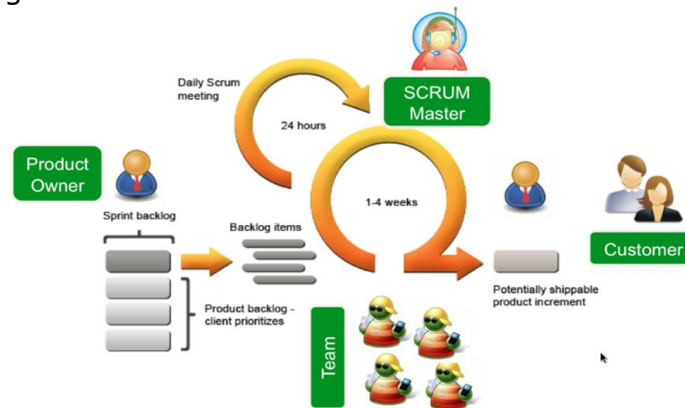 Daily Scrum
meeting
24 hours
SCRUM
Master
Product
Owner
1-4 weeks
Sprint backlog
Backlog items
Customer
Product backlog -
client prioritizes
Potentially shippable
product increment
Team